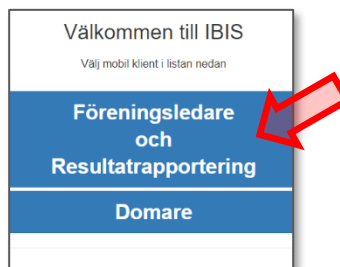 Välkommen till IBIS
Välj mobil klient i listan nedan
Föreningsledare
och
Resultatrapportering
Domare